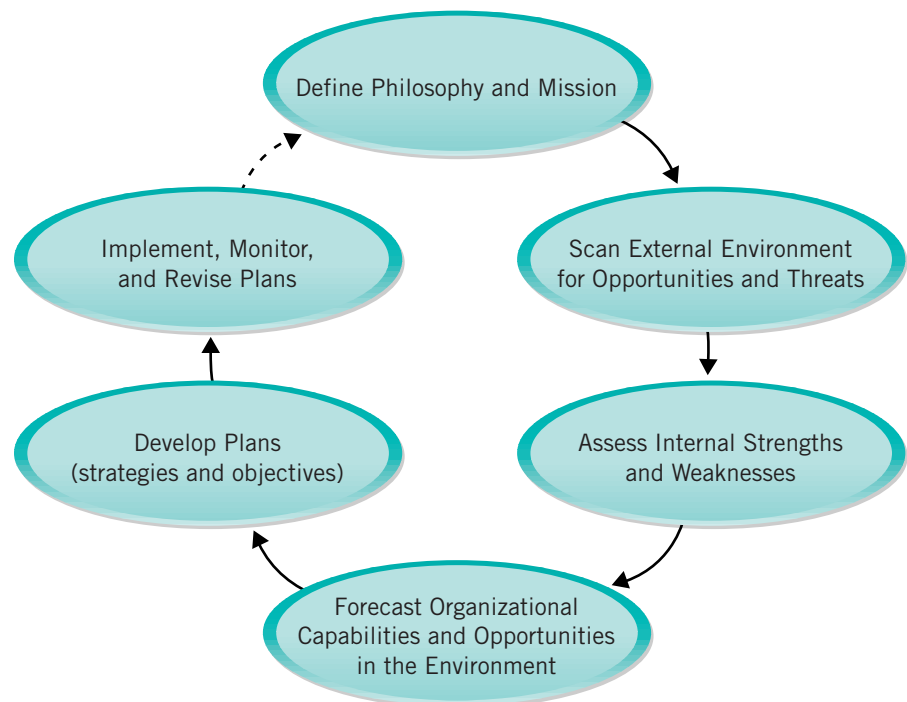 Define Philosophy and Mission
Scan External Environment
for Opportunities and Threats
Assess Internal Strengths
and Weaknesses
Forecast Organizational
Capabilities and Opportunities
in the Environment
Develop Plans
(strategies and objectives)
Implement, Monitor,
and Revise Plans